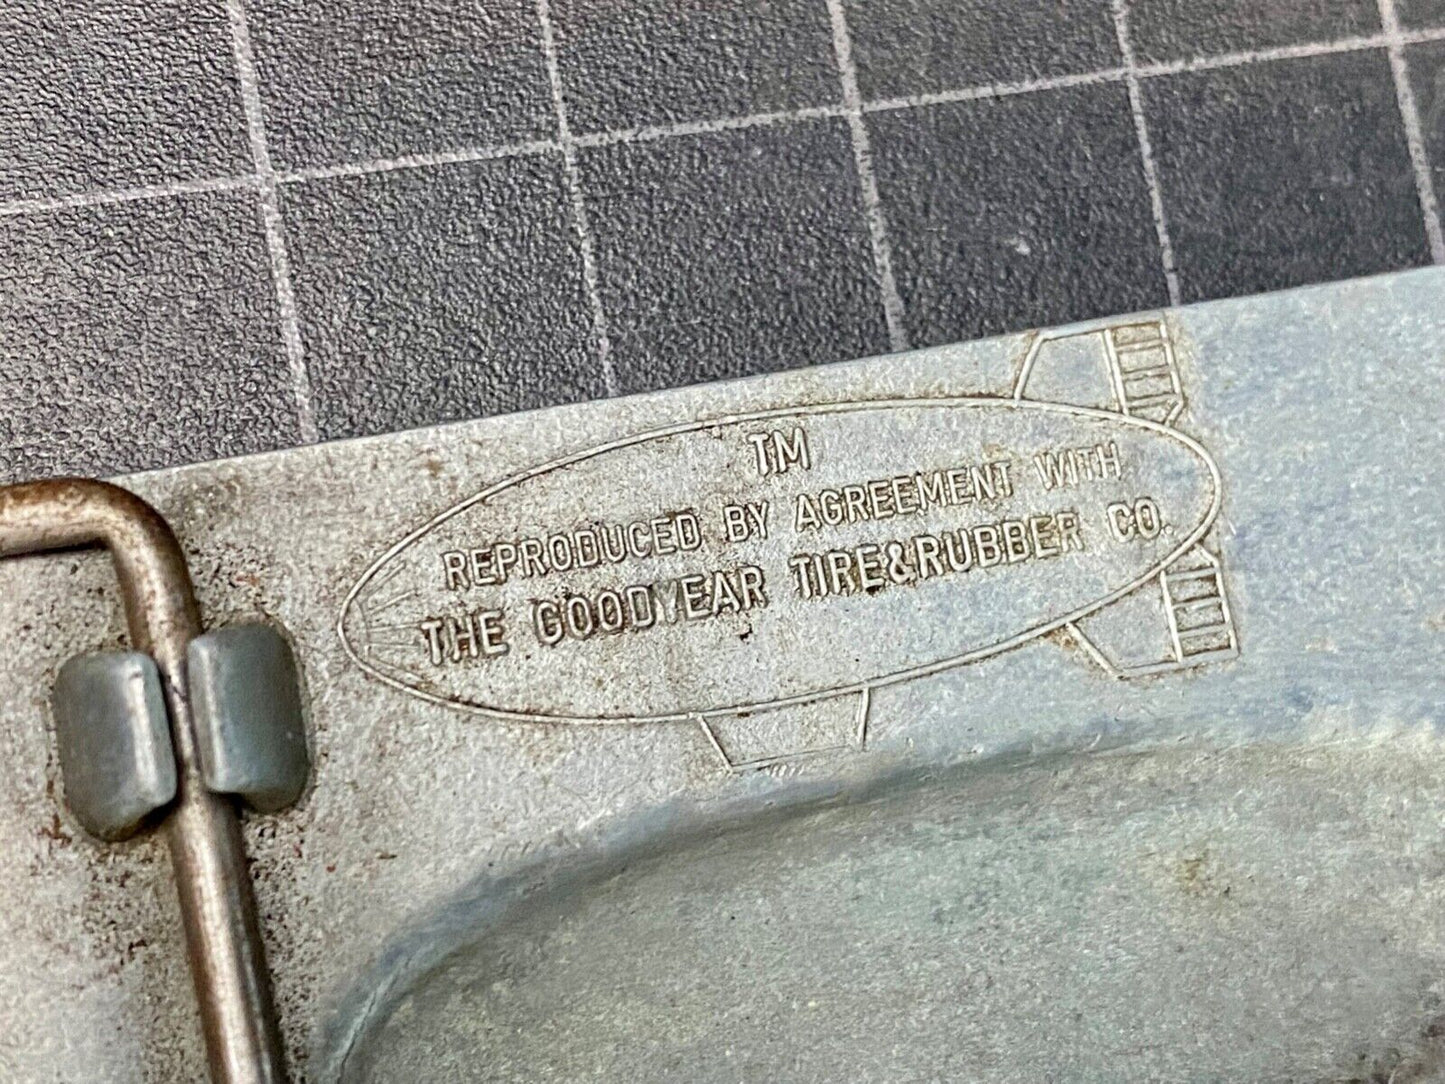 TM
REPRODUCED BY AGREEMENT WITH
THE GOODYEAR TIRE&RUBBER CO.